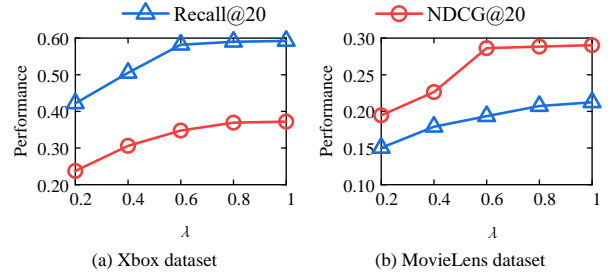 Recall@20 NDCG@20
0.60
0.50
0.40
0.30
0.20
Performance
0.2 0.4 0.6 0.8 1
λ
(a) Xbox dataset
0.30
0.25
0.20
0.15
0.10
Performance
0.2 0.4 0.6 0.8 1
λ
(b) MovieLens dataset